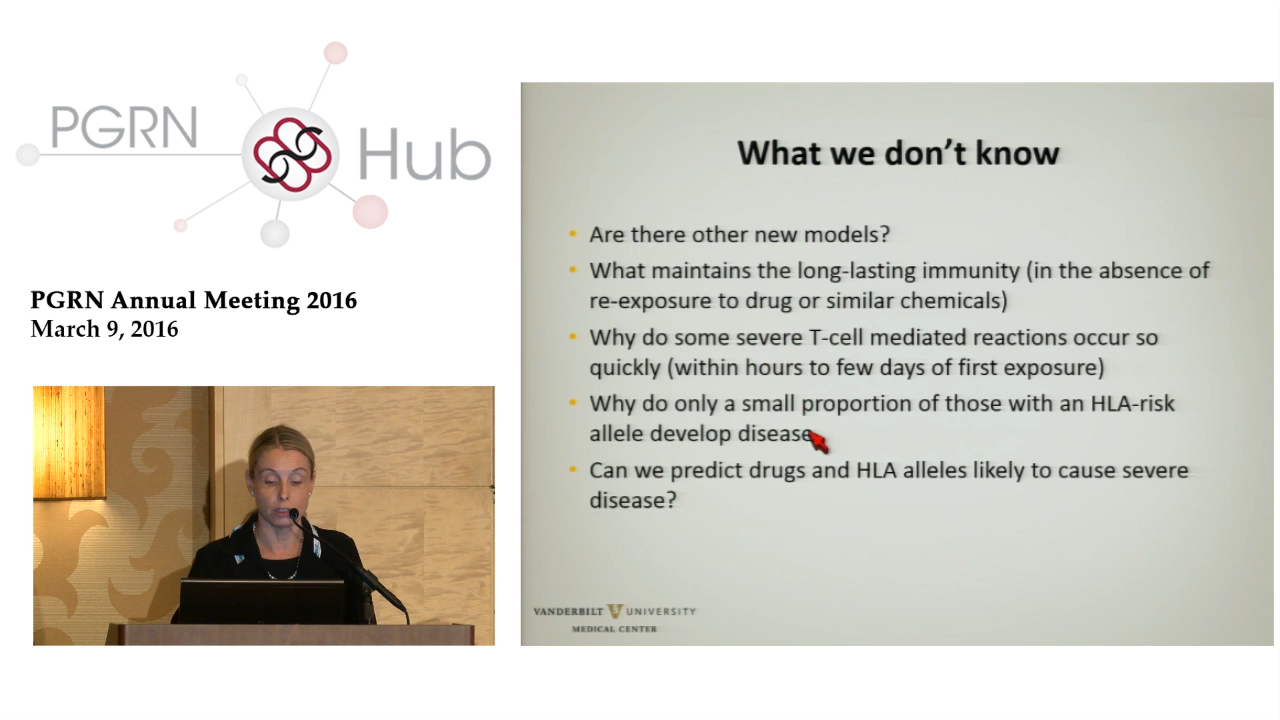 PGRN
Hub
PGRN Annual Meeting 2016
March 9, 2016
What we don't know
• Are there other new models?
• What maintains the long-lasting immunity (in the absence of
re-exposure to drug or similar chemicals)
• Why do some severe T-cell mediated reactions occur so
quickly (within hours to few days of first exposure)
• Why do only a small proportion of those with an HLA-risk
allele develop disease
• Can we predict drugs and HLA alleles likely to cause severe
disease?
VANDERBILT V UNIVERSITY
MEDICAL CENTER